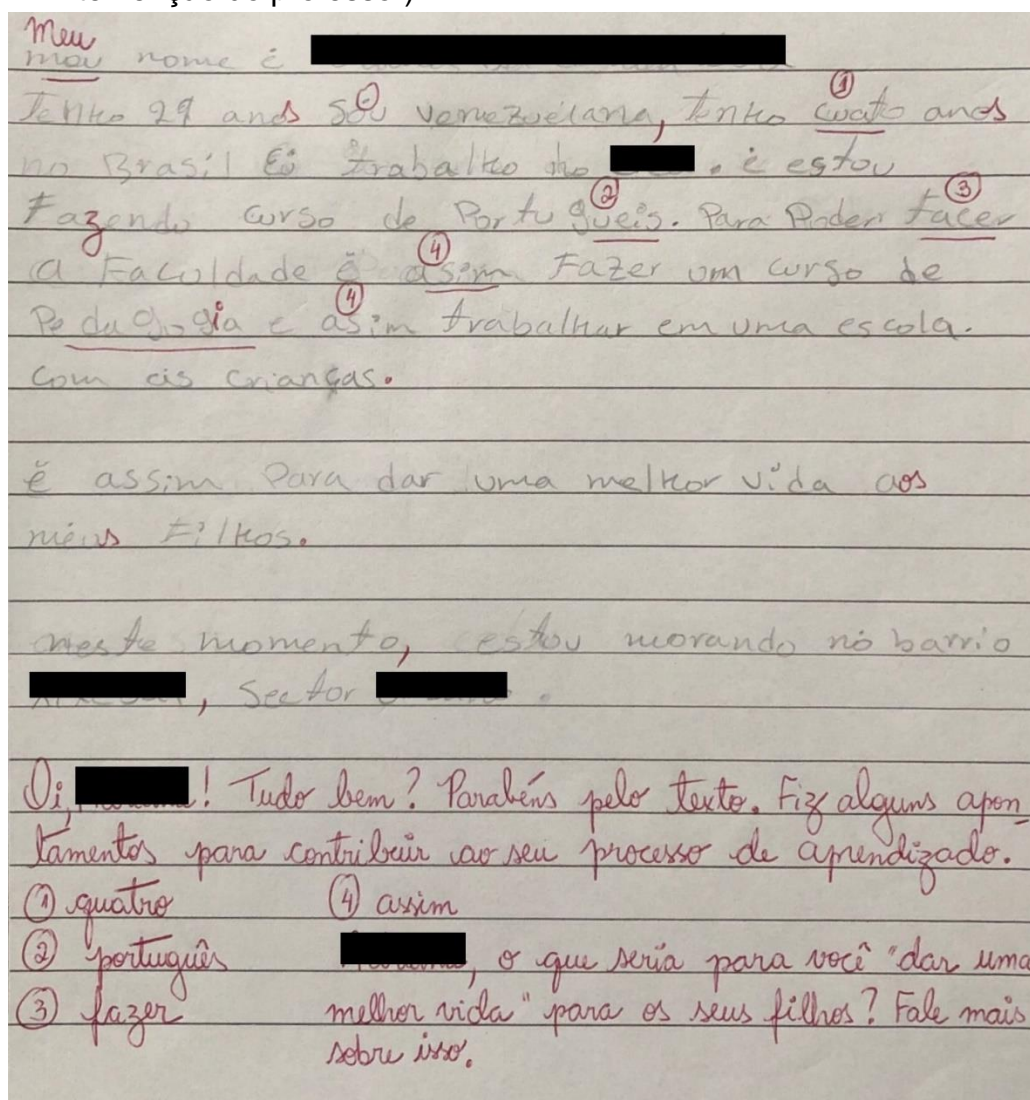 Meu
mou nome é
Tenho 29 anos sou venezuelana, tenho cuato anos
no Brasil trabalho no . é estou
Fazendo curso de Portugueis. Para Poder facer
a Faculdade é asim Fazer um curso de
Pedagogia e asim trabalhar em uma escola.
com as crianças.
é assim Para dar uma melhor vida aos
meus Filhos.
neste momento, estou morando no barrio
, Sector .
Oi, ! Tudo bem? Parabéns pelo texto. Fiz alguns apon_
tamentos para contribuir ao seu processo de aprendizado.
① quatro ④ assim
② português , o que seria para você "dar uma
③ fazer melhor vida" para os seus filhos? Fale mais
sobre isso.